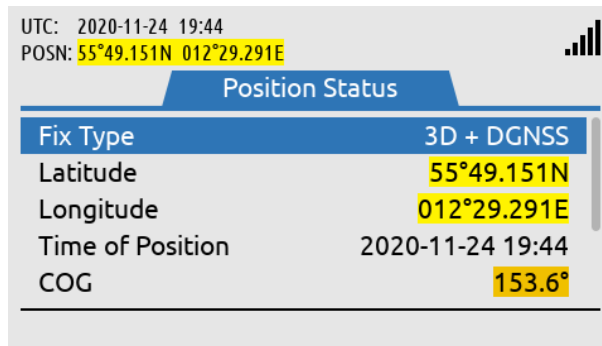 UTC: 2020-11-24 19:44
POSN: 55°49.151N 012°29.291E
Position Status
Fix Type 3D + DGNSS
Latitude 55°49.151N
Longitude 012°29.291E
Time of Position 2020-11-24 19:44
COG 153.6°